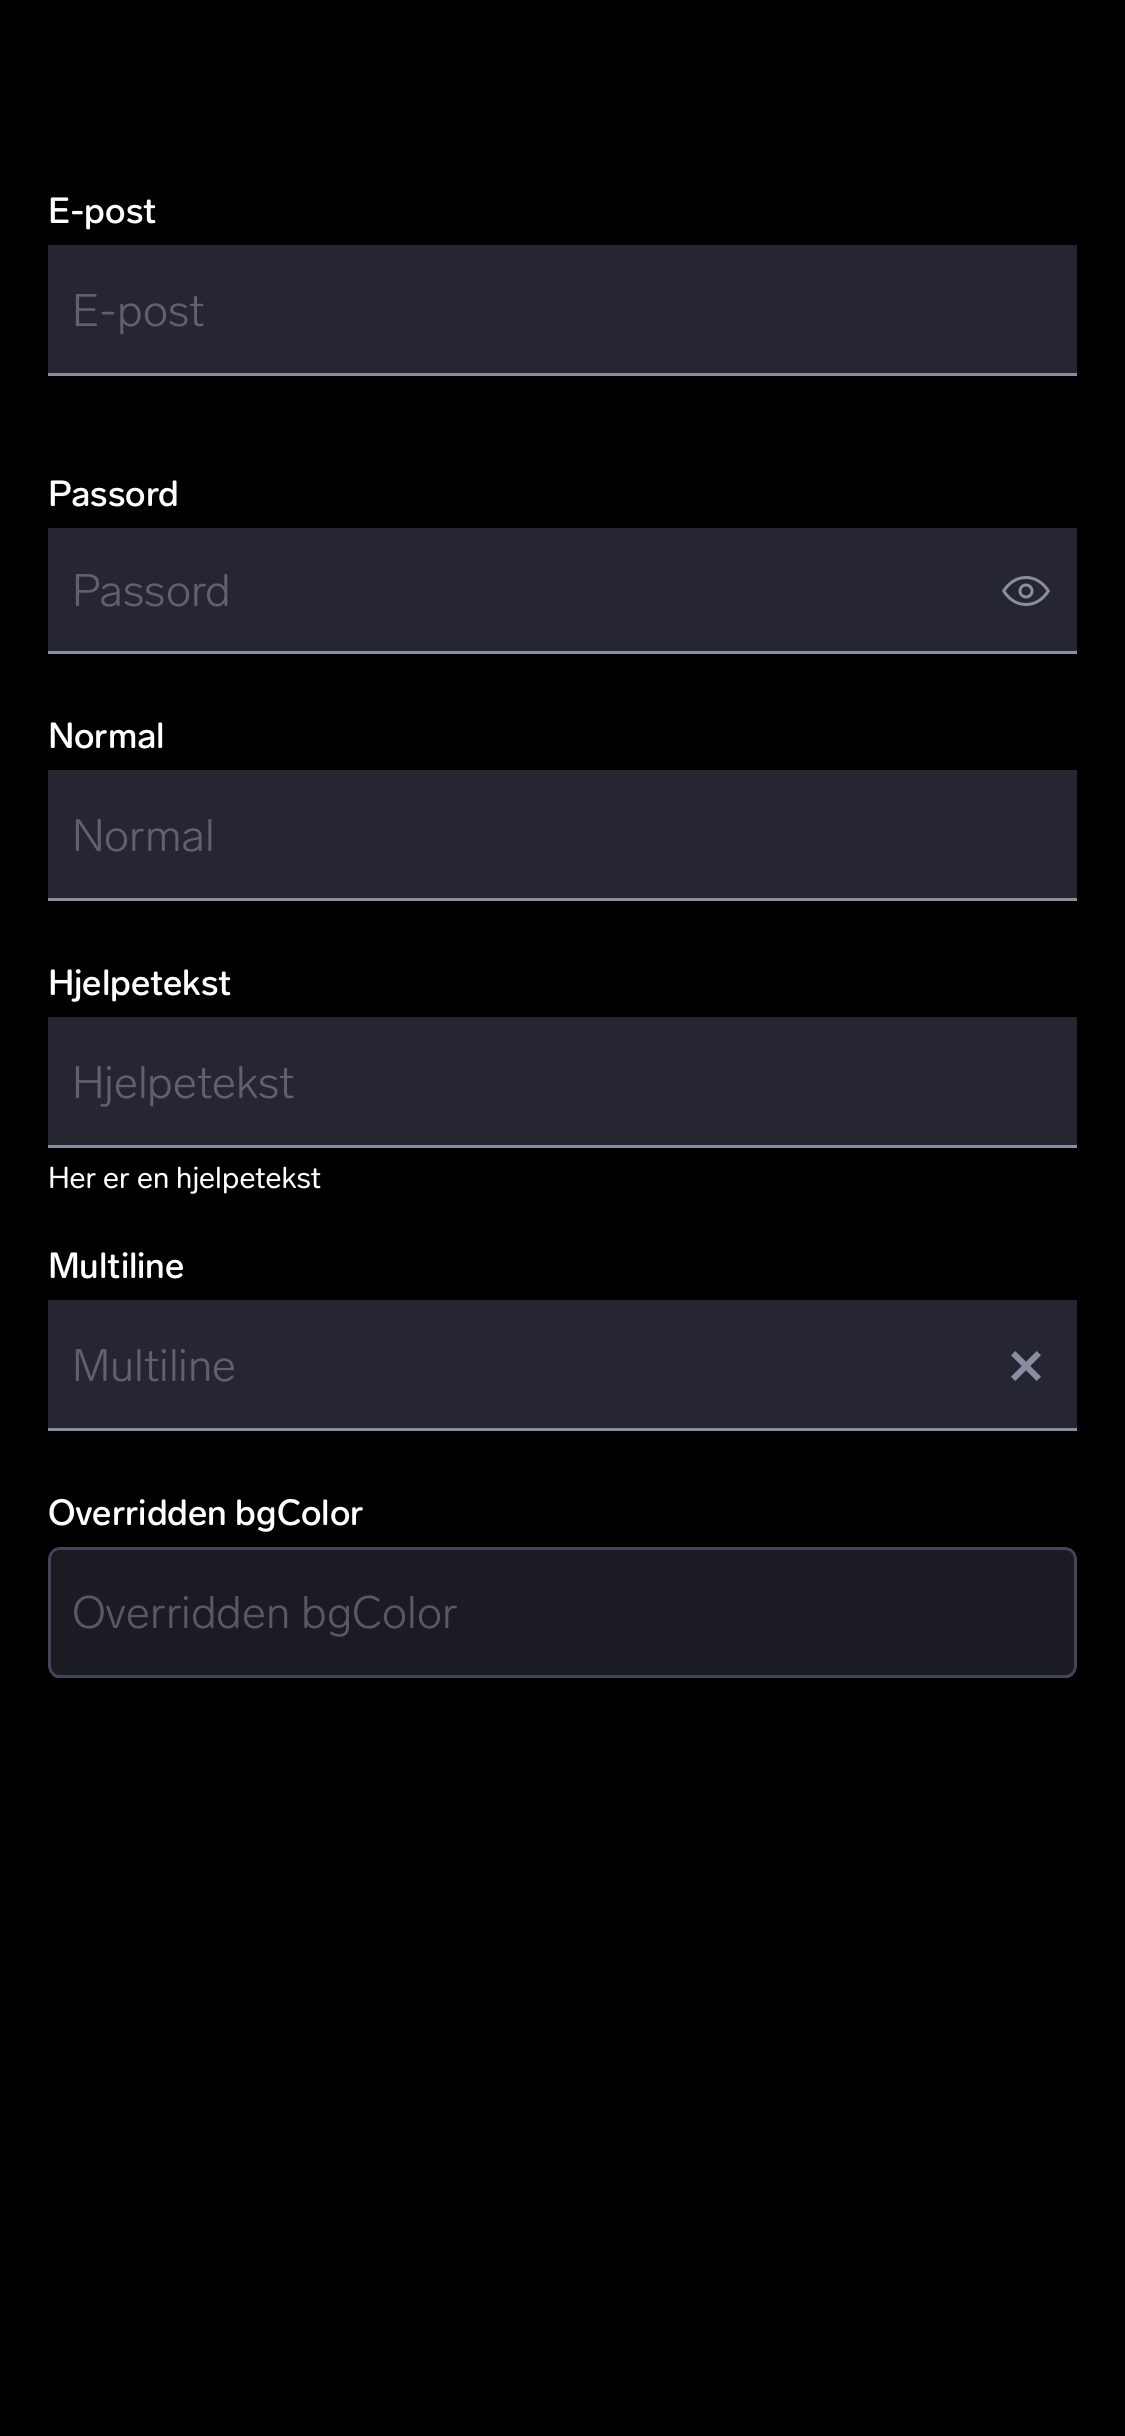 E-post
E-post
Passord
Passord
Normal
Normal
Hjelpetekst
Hjelpetekst
Her er en hjelpetekst
Multiline
Multiline
Overridden bgColor
Overridden bgColor